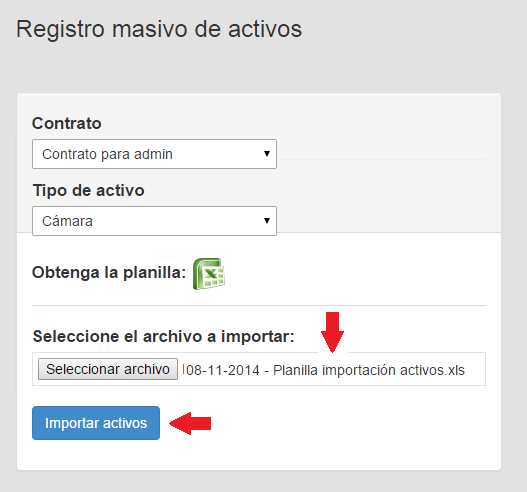 Registro masivo de activos
Contrato
Contrato para admin
Tipo de activo
Cámara
Obtenga la planilla:
Seleccione el archivo a importar:
Seleccionar archivo 08-11-2014 - Planilla importación activos.xls
Importar activos